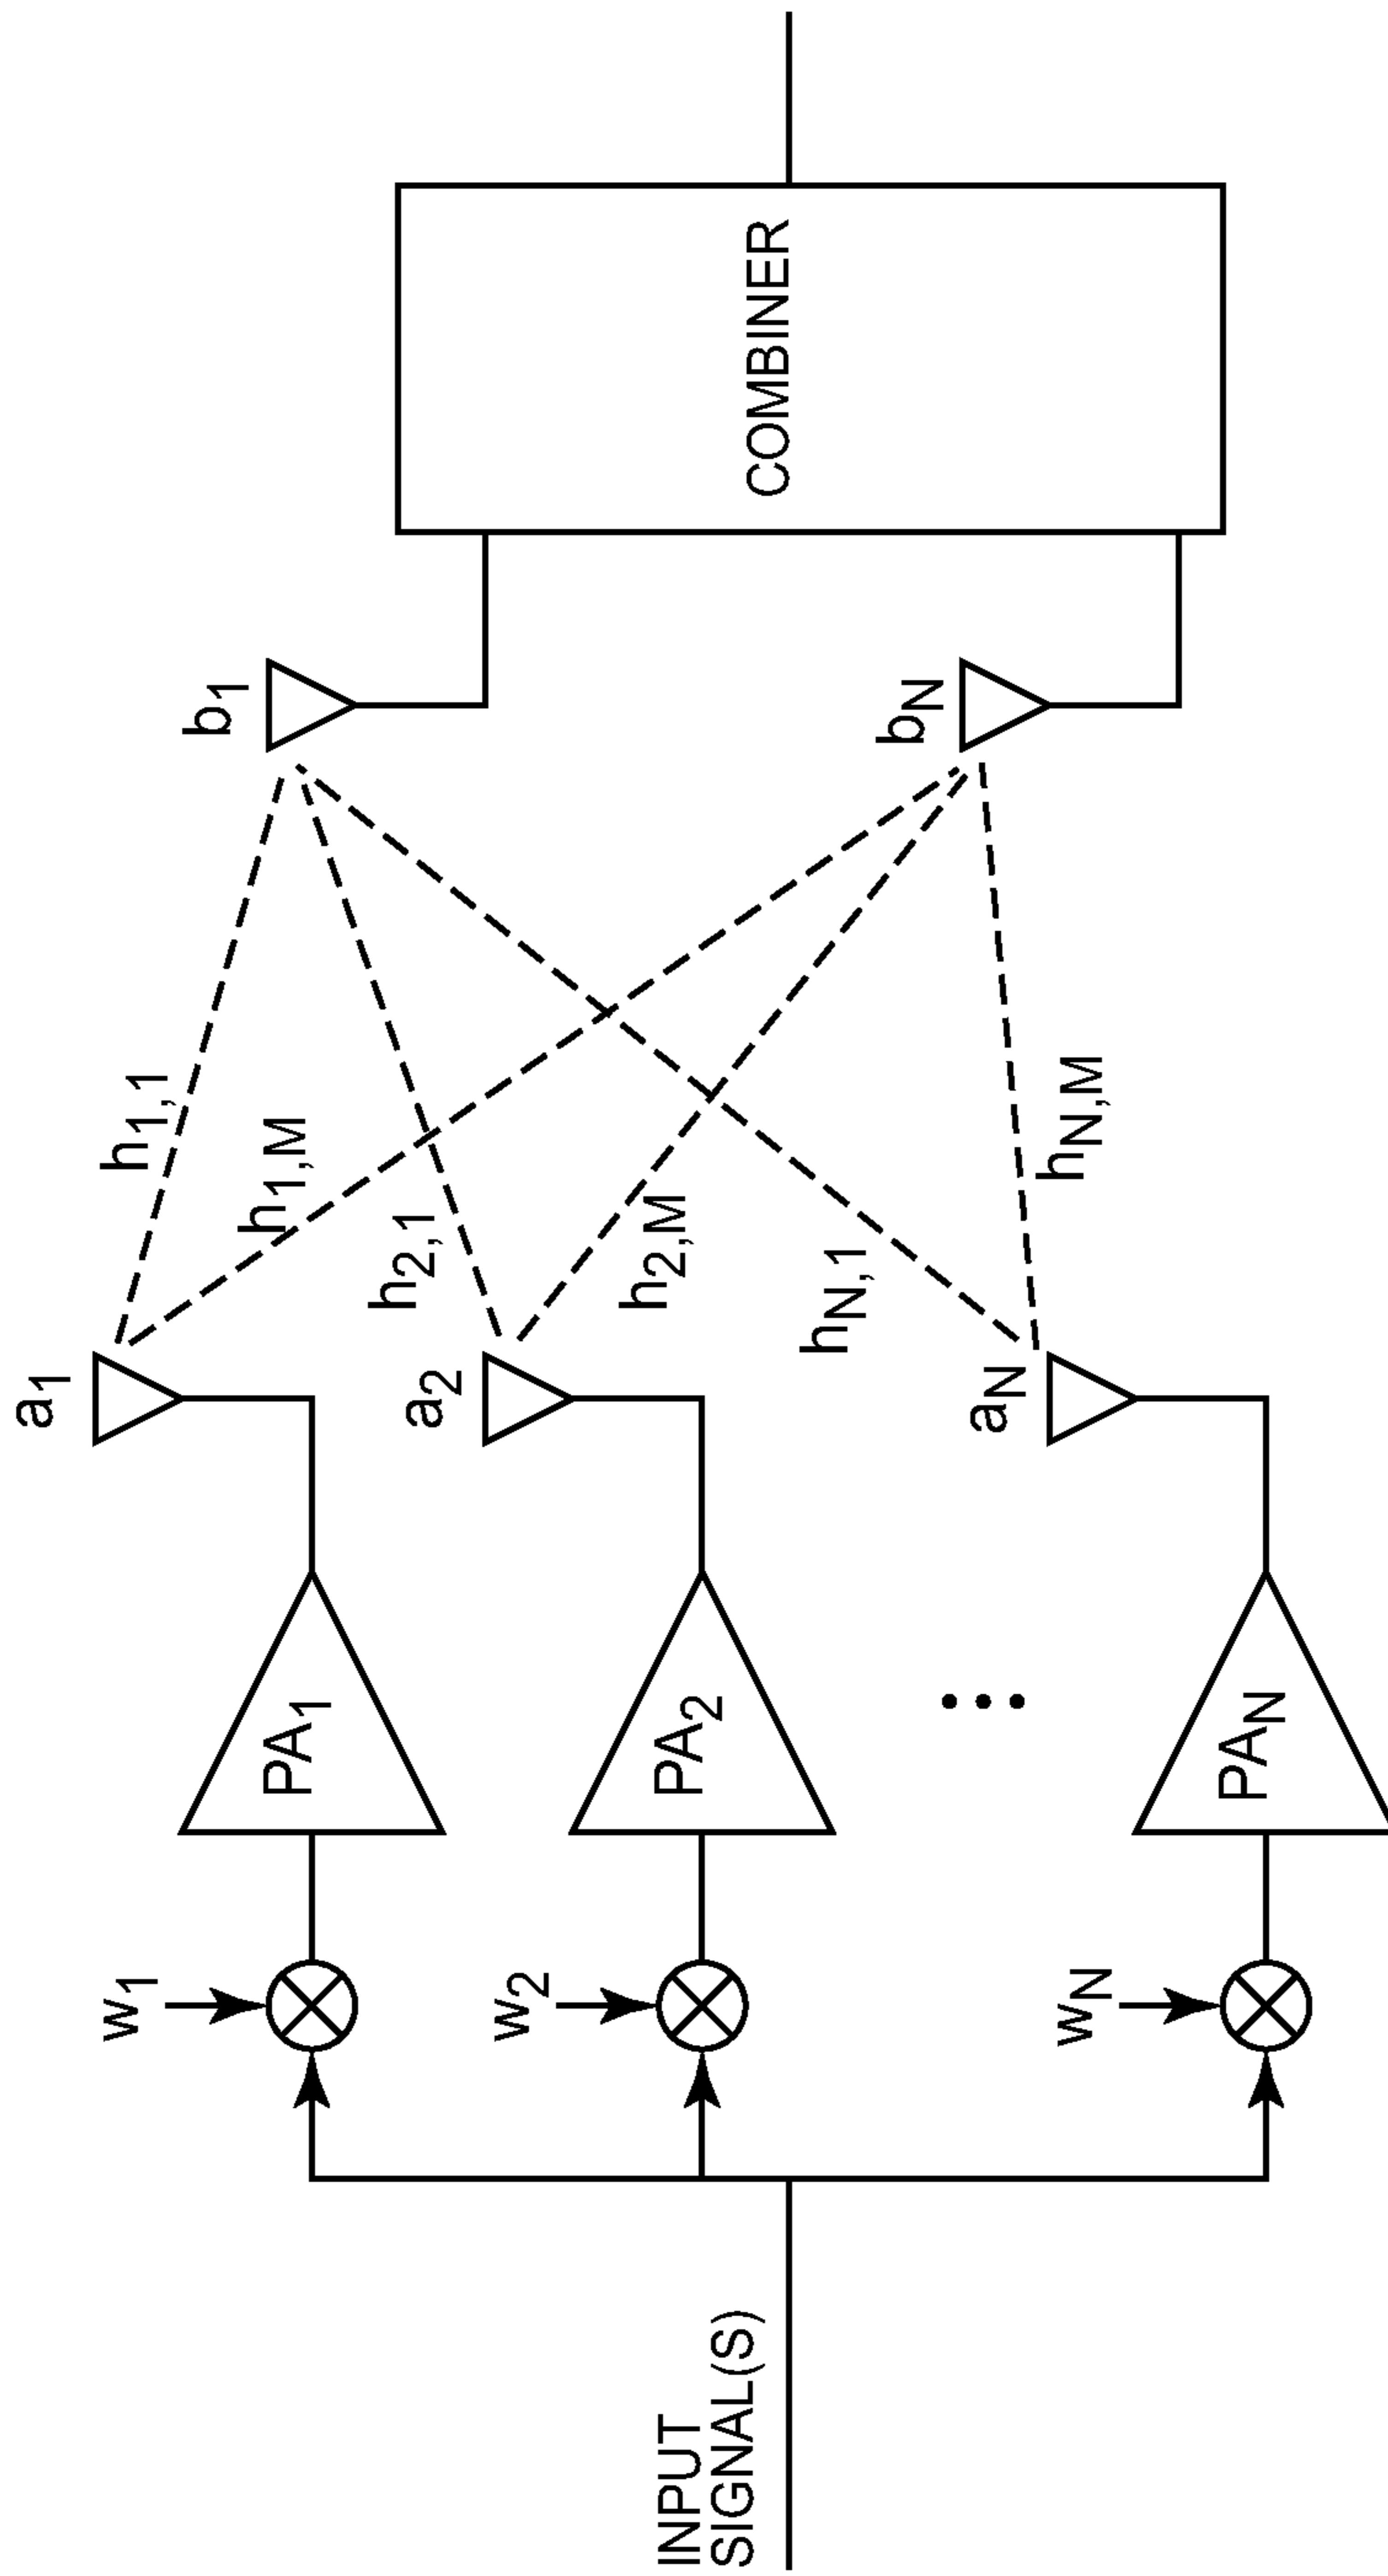 INPUT
SIGNAL(S)
w1
w2
wN
PA1
PA2
PAN
a1
a2
aN
h1,1
h1,M
h2,1
h2,M
hN,1
hN,M
b1
bN
COMBINER